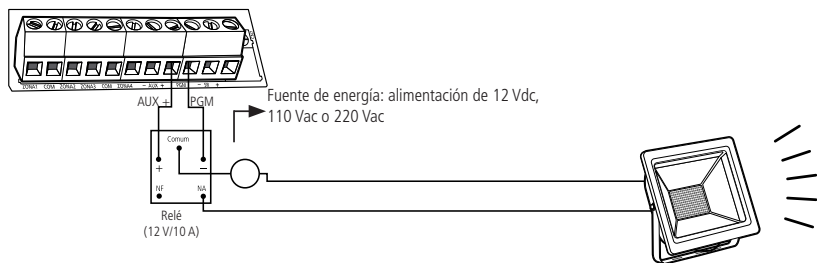 ZONA1 COM ZONA2 ZONA3 COM ZONA4 - AUX + PGM - +
AUX + PGM
Fuente de energía: alimentación de 12 Vdc,
110 Vac o 220 Vac
Comum
+ −
NF NA
Relé
(12 V/10 A)